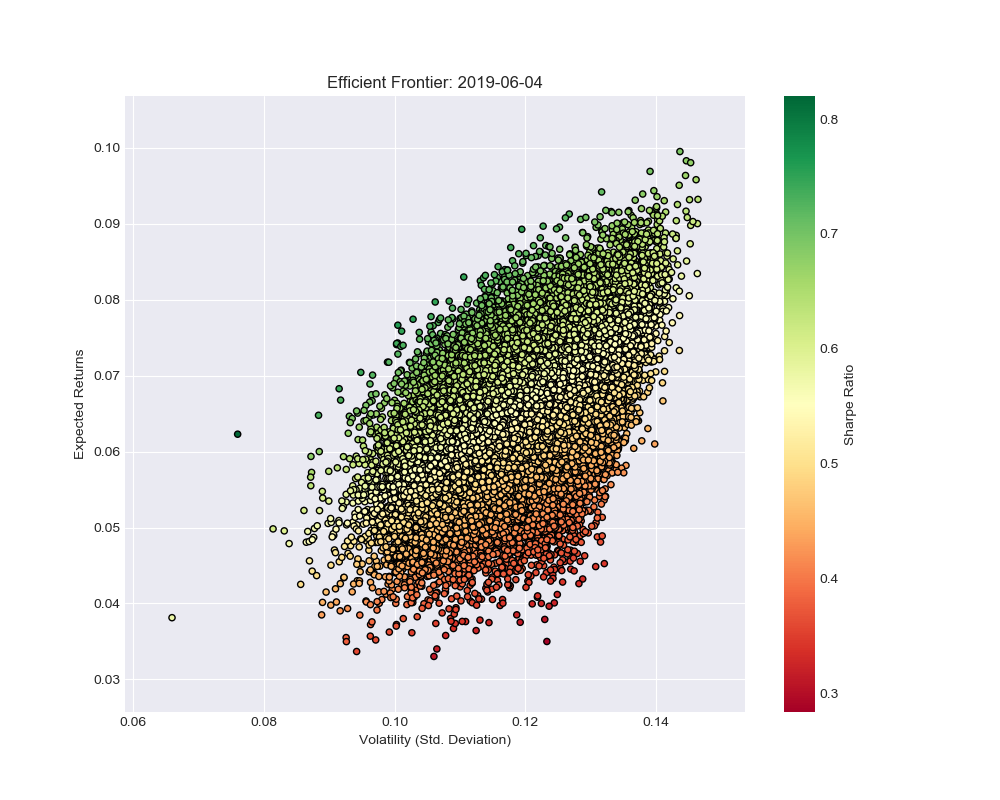 Efficient Frontier: 2019-06-04
Expected Returns
0.10
0.09
0.08
0.07
0.06
0.05
0.04
0.03
0.06 0.08 0.10 0.12 0.14
Volatility (Std. Deviation)
0.8
0.7
0.6
0.5
0.4
0.3
Sharpe Ratio